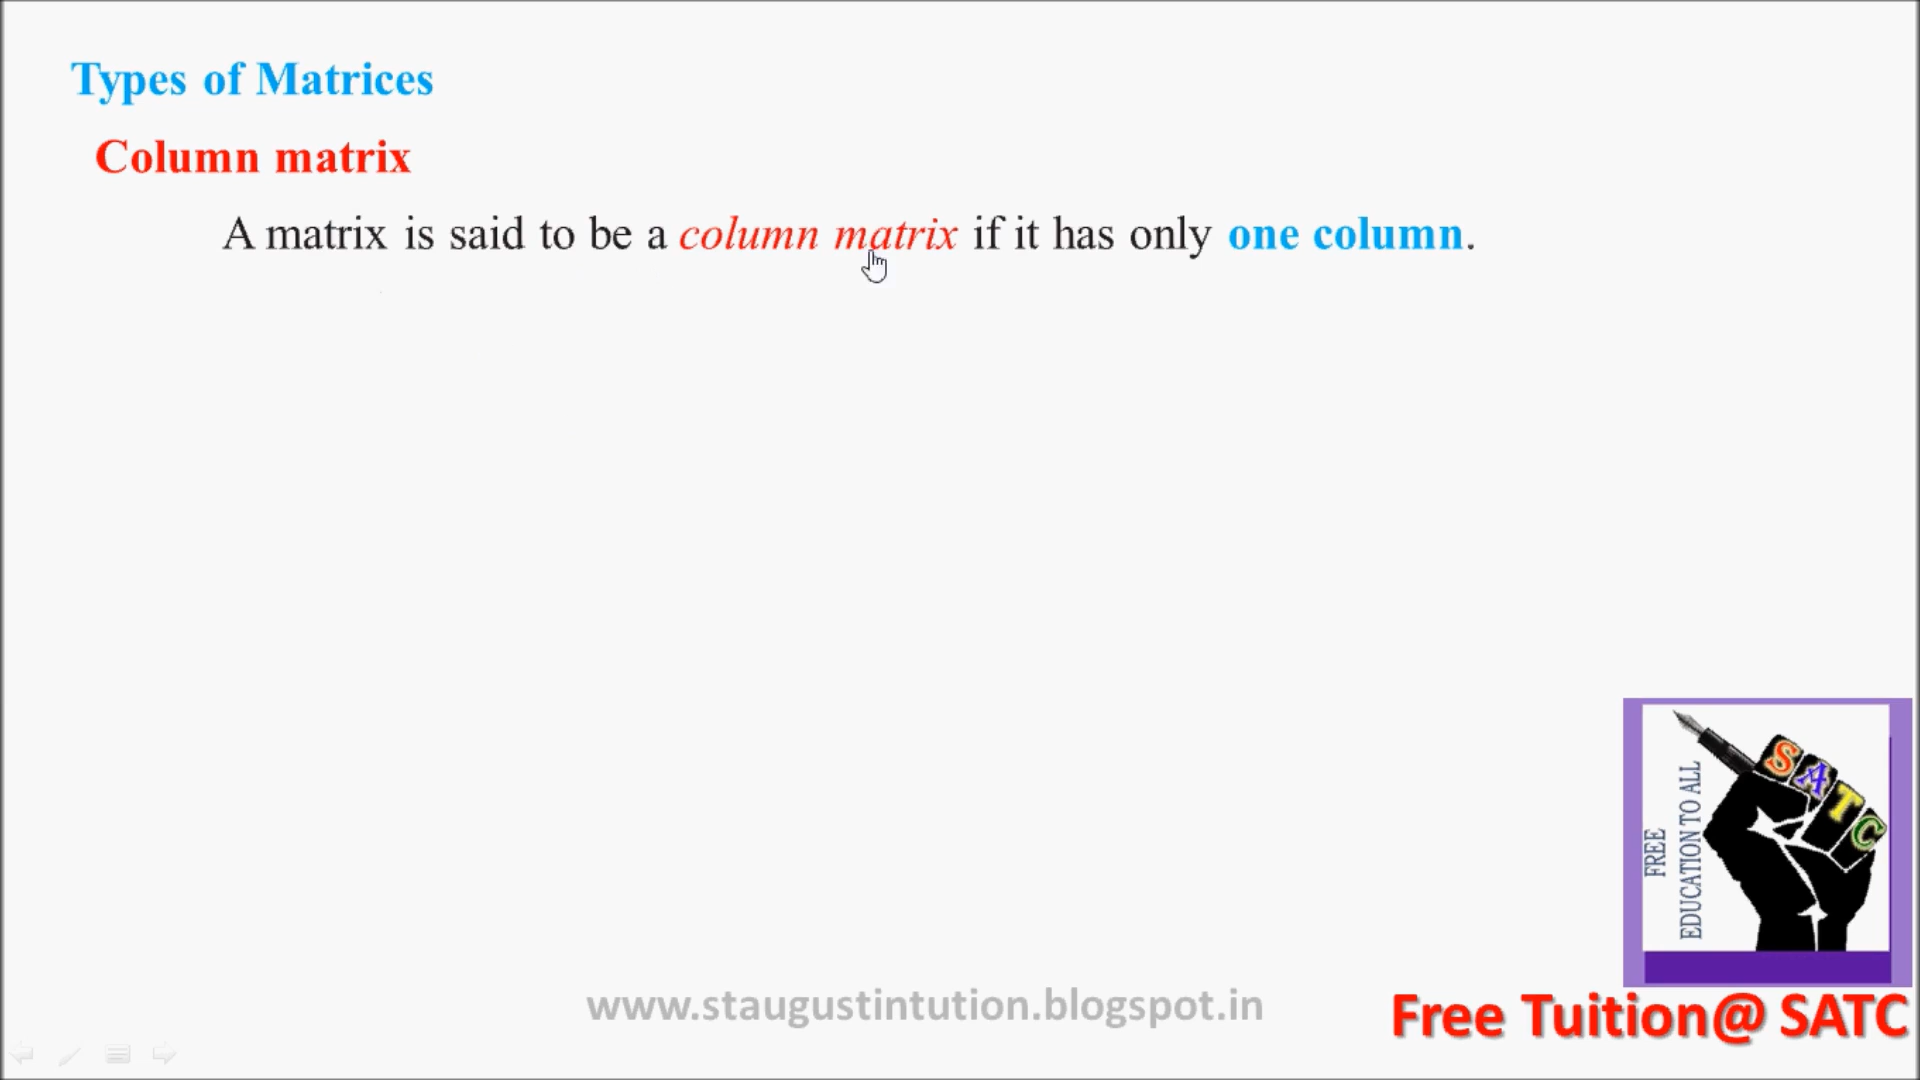 Types of Matrices
Column matrix
A matrix is said to be a column matrix if it has only one column.
FREE
EDUCATION TO ALL
SATC
www.staugustintution.blogspot.in
Free Tuition@ SATC